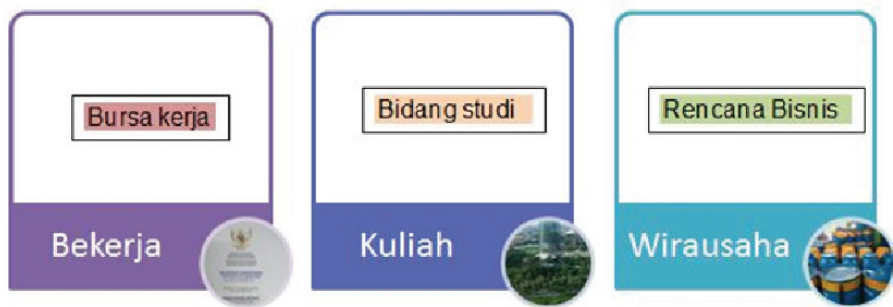 Bursa kerja
Bidang studi
Rencana Bisnis
Bekerja
Kuliah
Wirausaha